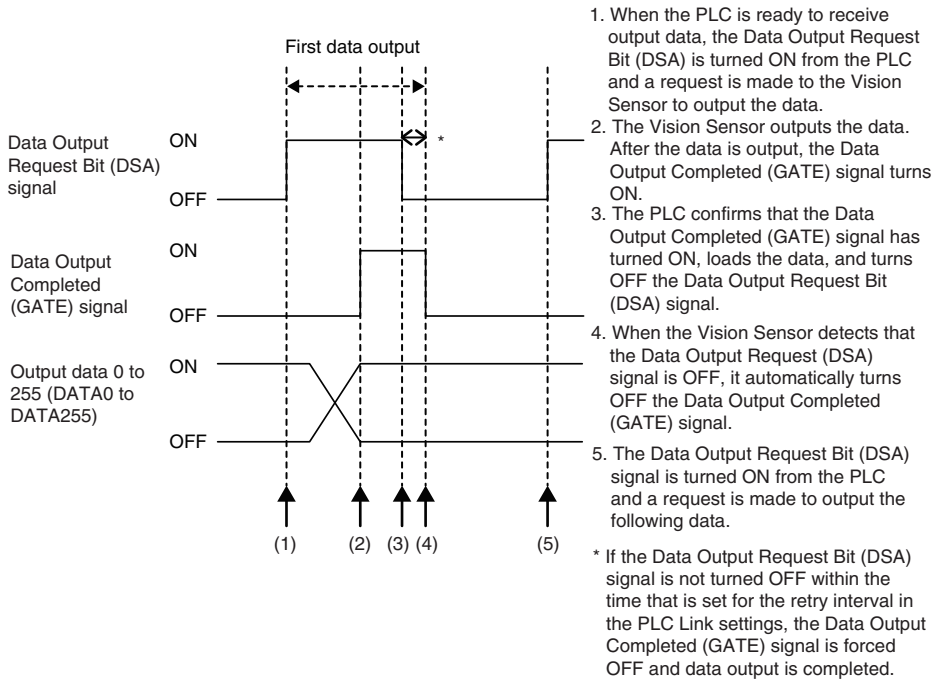 First data output
*
Data Output
Request Bit (DSA)
signal
ON
OFF
Data Output
Completed
(GATE) signal
ON
OFF
Output data 0 to
255 (DATA0 to
DATA255)
ON
OFF
(1)
(2)
(3)
(4)
(5)
1. When the PLC is ready to receive
output data, the Data Output Request
Bit (DSA) is turned ON from the PLC
and a request is made to the Vision
Sensor to output the data.
2. The Vision Sensor outputs the data.
After the data is output, the Data
Output Completed (GATE) signal turns
ON.
3. The PLC confirms that the Data
Output Completed (GATE) signal has
turned ON, loads the data, and turns
OFF the Data Output Request Bit
(DSA) signal.
4. When the Vision Sensor detects that
the Data Output Request (DSA)
signal is OFF, it automatically turns
OFF the Data Output Completed
(GATE) signal.
5. The Data Output Request Bit (DSA)
signal is turned ON from the PLC
and a request is made to output the
following data.
* If the Data Output Request Bit (DSA)
signal is not turned OFF within the
time that is set for the retry interval in
the PLC Link settings, the Data Output
Completed (GATE) signal is forced
OFF and data output is completed.